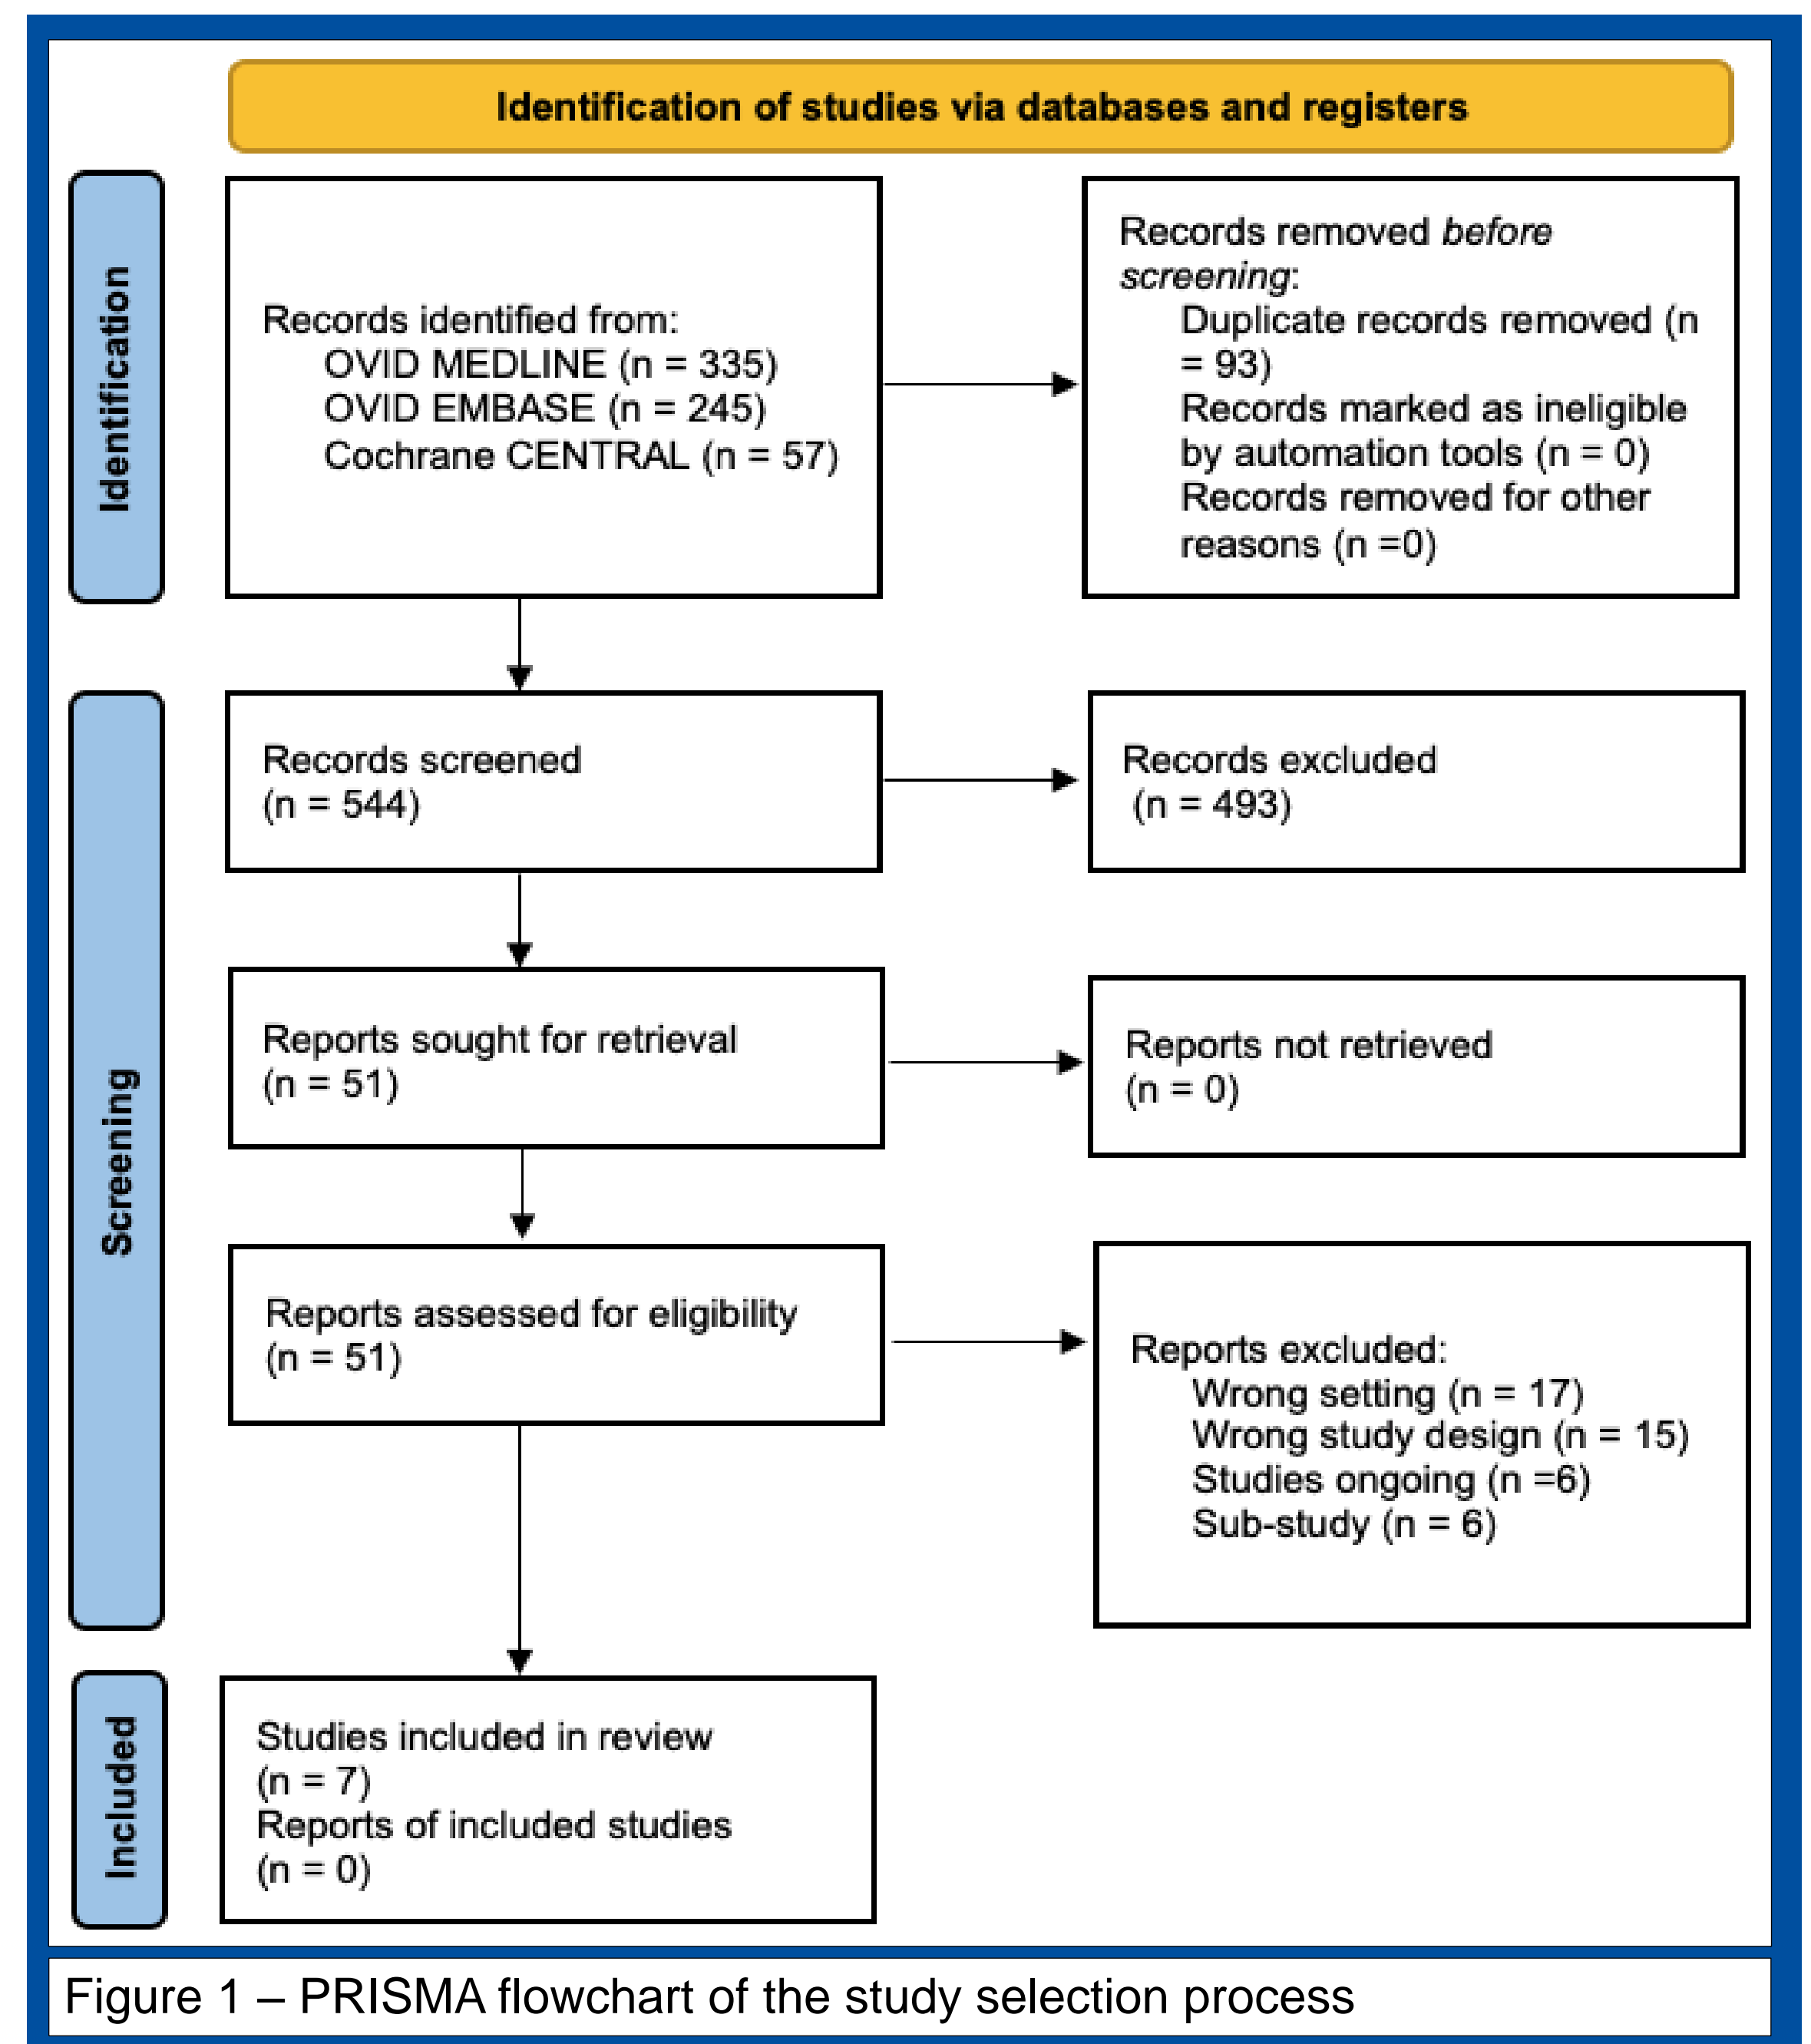 Identification of studies via databases and registers
Identification
Records identified from:
OVID MEDLINE (n = 335)
OVID EMBASE (n = 245)
Cochrane CENTRAL (n = 57)
Records removed before
screening:
Duplicate records removed (n
= 93)
Records marked as ineligible
by automation tools (n = 0)
Records removed for other
reasons (n =0)
Screening
Records screened
(n = 544)
Records excluded
(n = 493)
Reports sought for retrieval
(n = 51)
Reports not retrieved
(n = 0)
Reports assessed for eligibility
(n = 51)
Reports excluded:
Wrong setting (n = 17)
Wrong study design (n = 15)
Studies ongoing (n =6)
Sub-study (n = 6)
Included
Studies included in review
(n = 7)
Reports of included studies
(n = 0)
Figure 1 – PRISMA flowchart of the study selection process